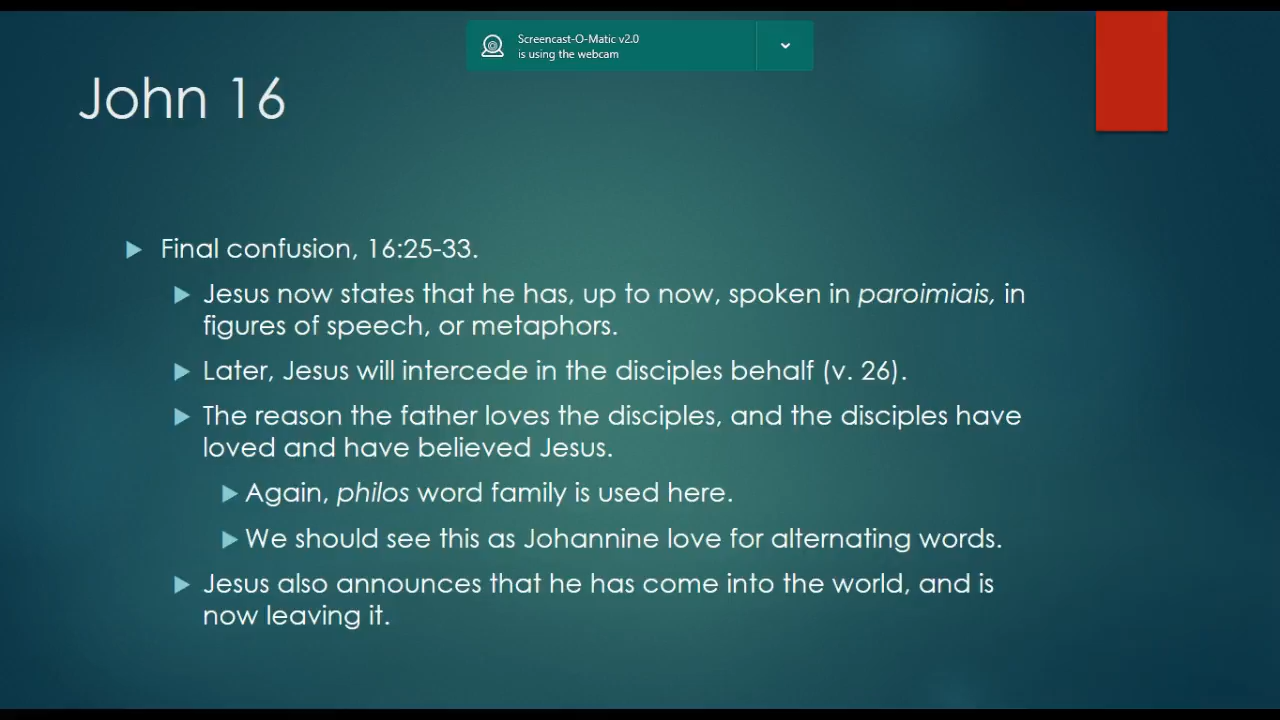 Screencast-O-Matic v2.0
is using the webcam
John 16
Final confusion, 16:25-33.
Jesus now states that he has, up to now, spoken in paroimiais, in
figures of speech, or metaphors.
Later, Jesus will intercede in the disciples behalf (v. 26).
The reason the father loves the disciples, and the disciples have
loved and have believed Jesus.
Again, philos word family is used here.
We should see this as Johannine love for alternating words.
Jesus also announces that he has come into the world, and is
now leaving it.